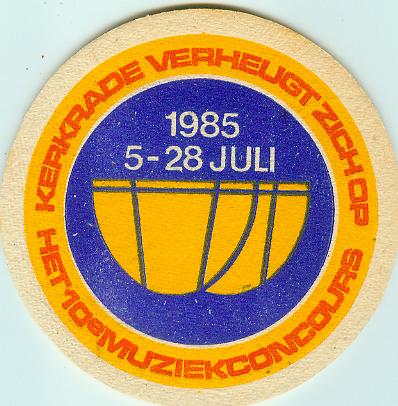 KERKRADE VERHEUGT ZICH OP
1985
5-28 JULI
HET 10e MUZIEKCONCOURS